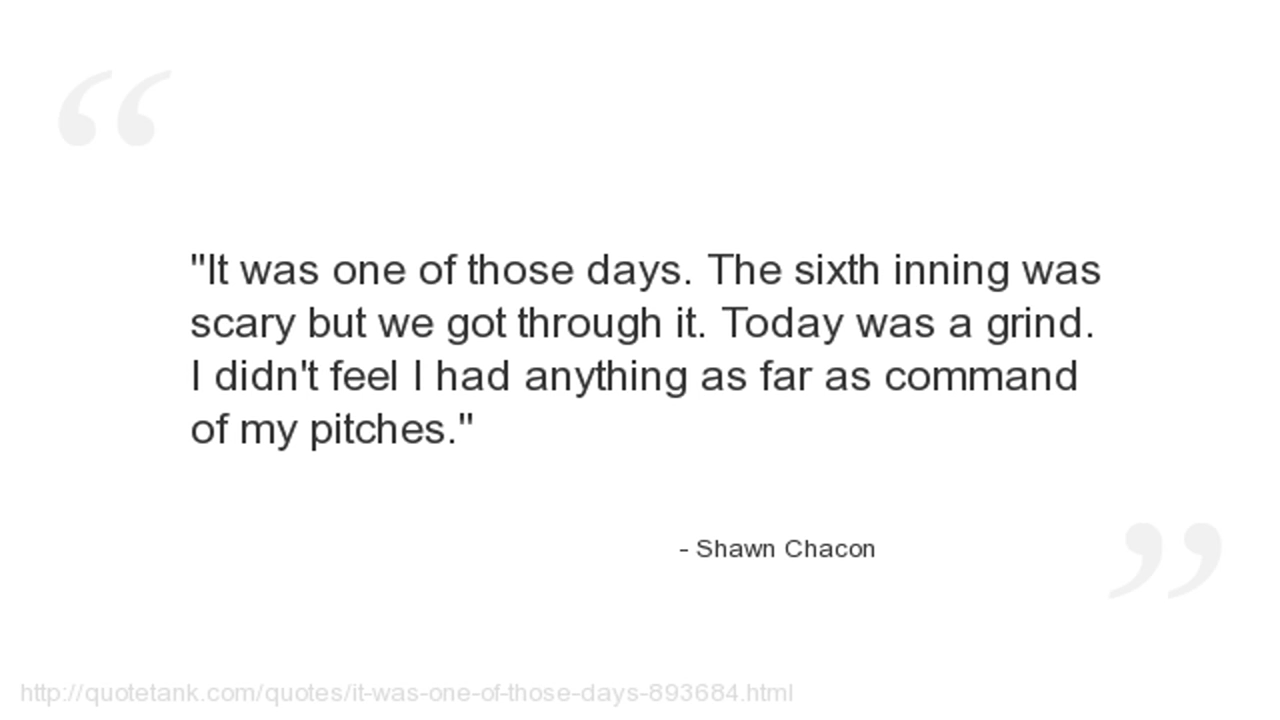 "It was one of those days. The sixth inning was
scary but we got through it. Today was a grind.
I didn't feel I had anything as far as command
of my pitches."
- Shawn Chacon
http://quotetank.com/quotes/it-was-one-of-those-days-893684.html